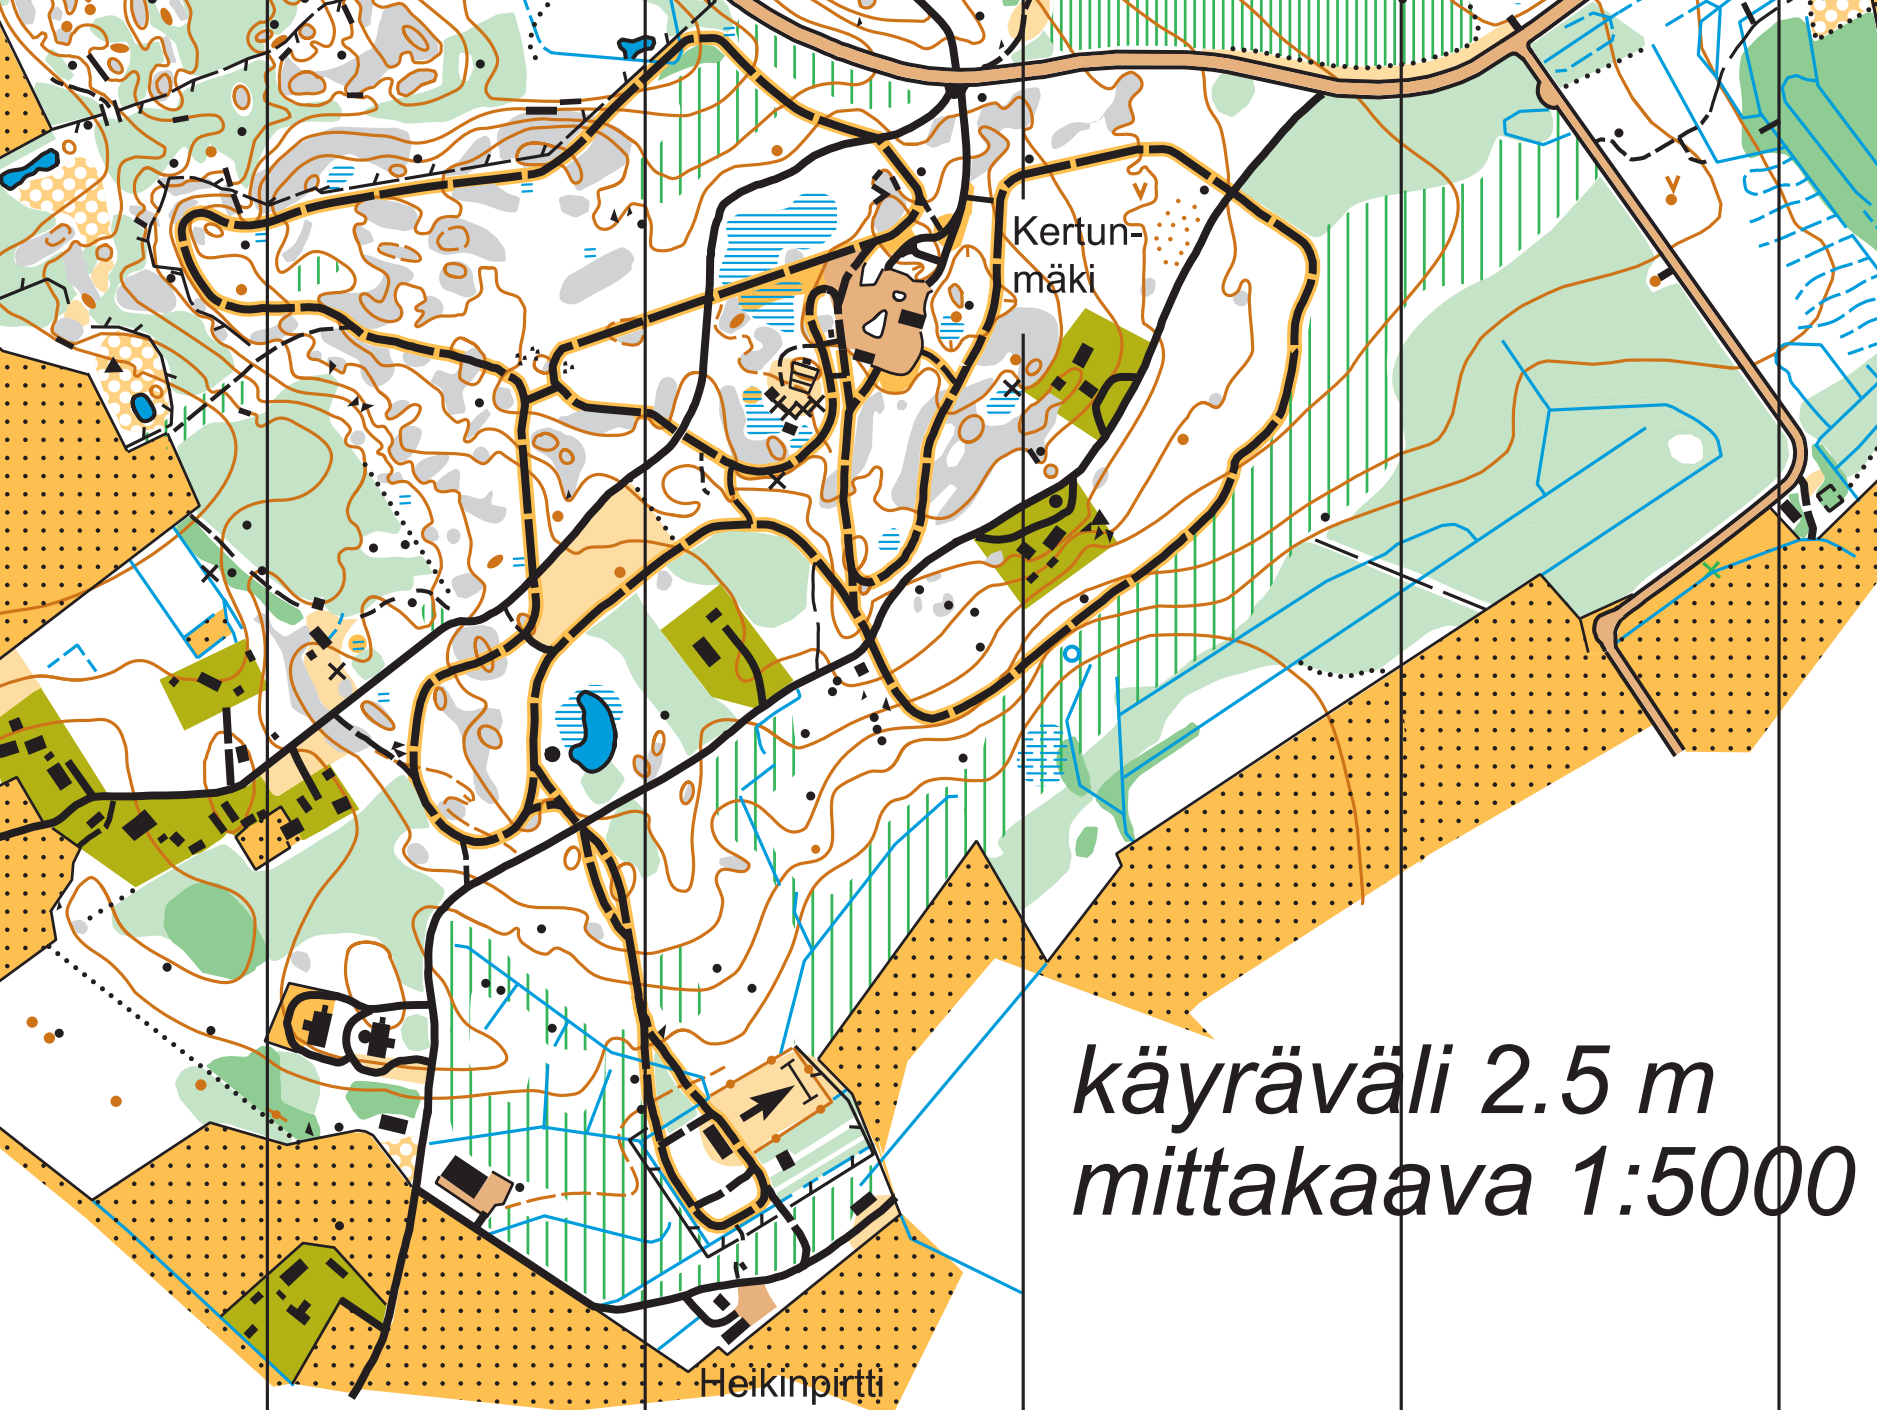 Kertun-
mäki
käyräväli 2.5 m
mittakaava 1:5000
Heikinpirtti